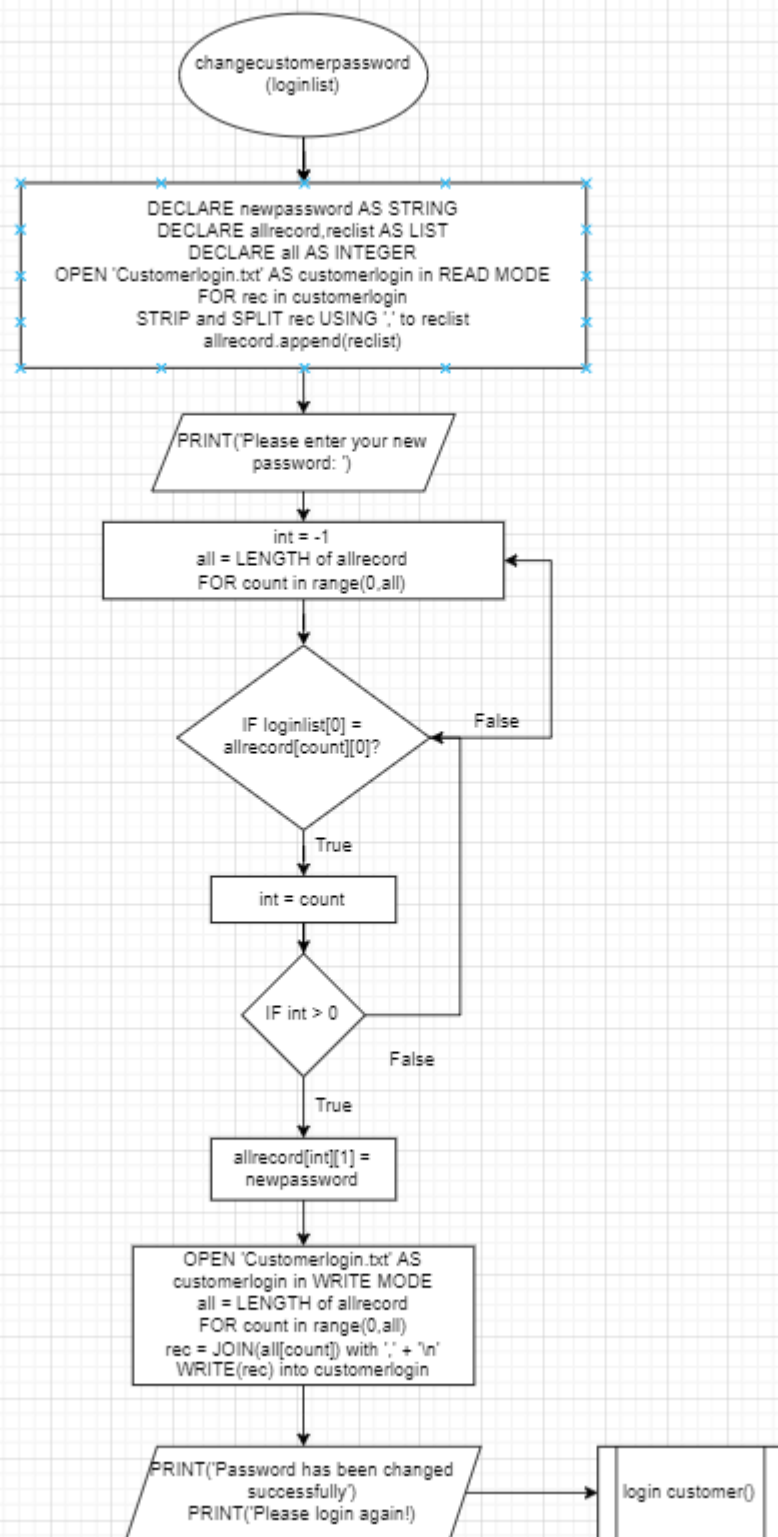 changecustomerpassword
(loginlist)
DECLARE newpassword AS STRING
DECLARE allrecord,reclist AS LIST
DECLARE all AS INTEGER
OPEN 'Customerlogin.txt' AS customerlogin in READ MODE
FOR rec in customerlogin
STRIP and SPLIT rec USING ',' to reclist
allrecord.append(reclist)
PRINT('Please enter your new
password: ')
int = -1
all = LENGTH of allrecord
FOR count in range(0,all)
IF loginlist[0] =
allrecord[count][0]?
False
True
int = count
IF int > 0
False
True
allrecord[int][1] =
newpassword
OPEN 'Customerlogin.txt' AS
customerlogin in WRITE MODE
all = LENGTH of allrecord
FOR count in range(0,all)
rec = JOIN(all[count]) with ',' + '\n'
WRITE(rec) into customerlogin
PRINT('Password has been changed
successfully')
PRINT('Please login again!)
login customer()